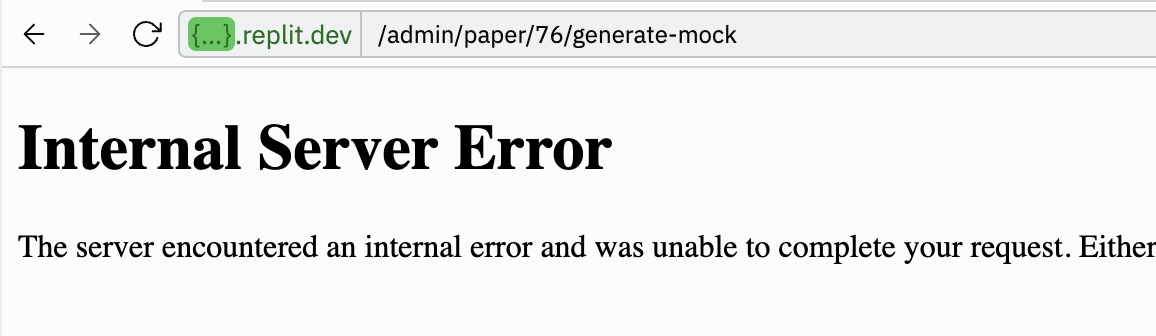 {...}.replit.dev /admin/paper/76/generate-mock
Internal Server Error
The server encountered an internal error and was unable to complete your request. Either